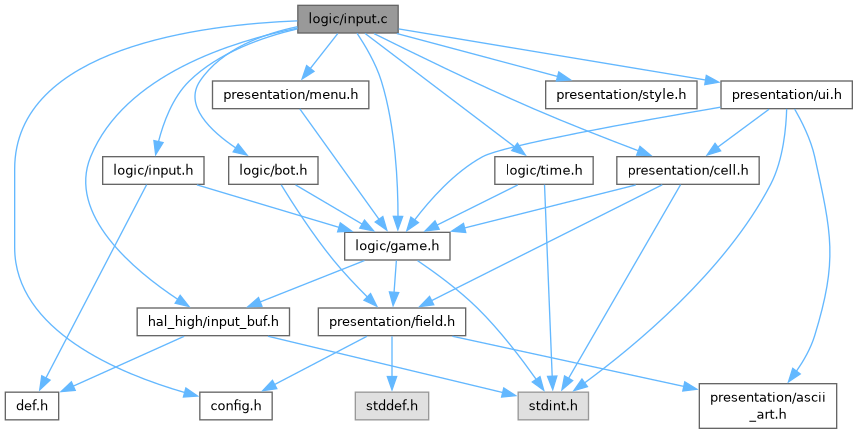 logic/input.c
presentation/menu.h
presentation/style.h
presentation/ui.h
logic/input.h
logic/bot.h
logic/time.h
presentation/cell.h
logic/game.h
hal_high/input_buf.h
presentation/field.h
def.h
config.h
stddef.h
stdint.h
presentation/ascii
_art.h